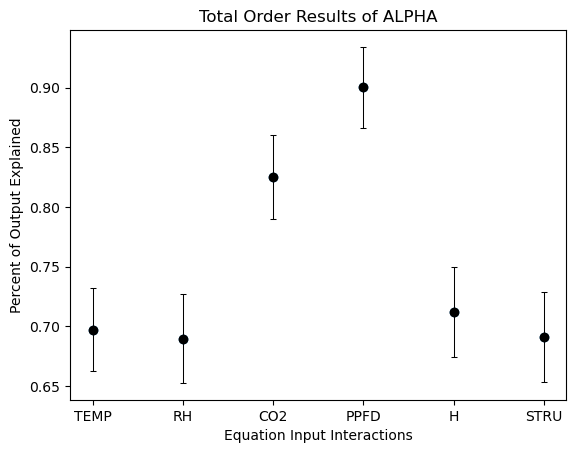 Total Order Results of ALPHA
Percent of Output Explained
0.90
0.85
0.80
0.75
0.70
0.65
TEMP RH CO2 PPFD H STRU
Equation Input Interactions